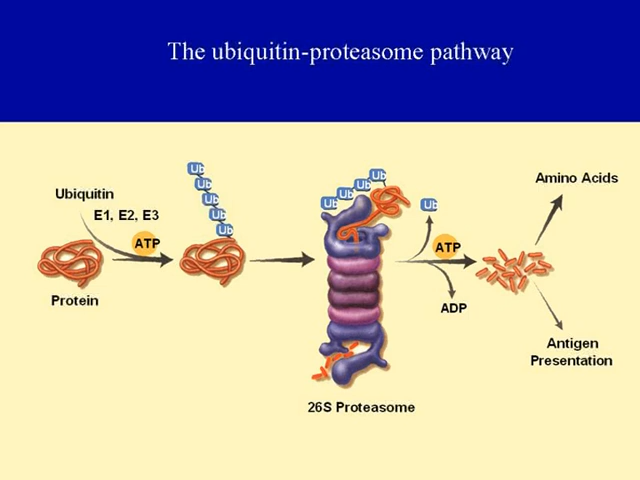 The ubiquitin-proteasome pathway
Ubiquitin
E1, E2, E3
ATP
Protein
Ub
Ub
Ub
Ub
Ub
Ub
Ub
Ub
Ub
26S Proteasome
Ub
ATP
ADP
Amino Acids
Antigen
Presentation